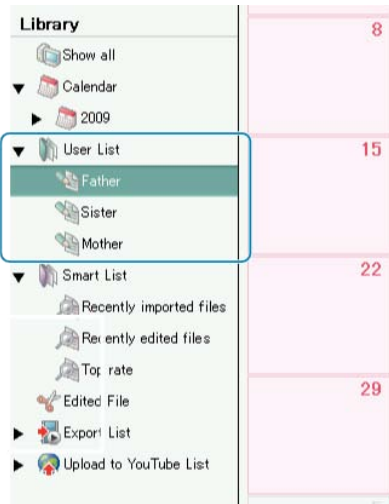 Library
Show all
Calendar
2009
User List
Father
Sister
Mother
Smart List
Recently imported files
Recently edited files
Top rate
Edited File
Export List
Upload to YouTube List
8
15
22
29